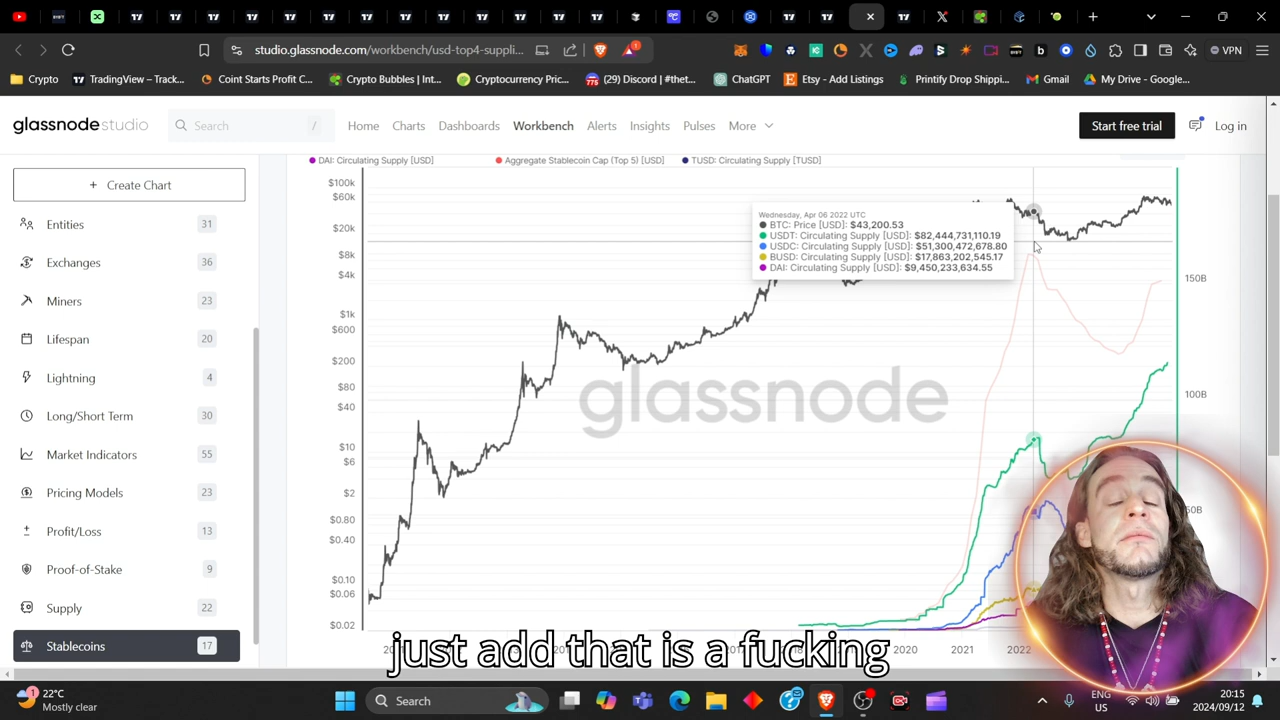 studio.glassnode.com/workbench/usd-top4-suppli...
1
VPN
Crypto
TradingView – Track...
Coint Starts Profit C...
Crypto Bubbles | Int...
Cryptocurrency Pric...
(29) Discord | #thet...
ChatGPT
Etsy - Add Listings
Printify Drop Shippi...
Gmail
My Drive - Google...
glassnode studio
Search
/
Home
Charts
Dashboards
Workbench
Alerts
Insights
Pulses
More
Start free trial
Log in
+ Create Chart
Entities 31
Exchanges 36
Miners 23
Lifespan 20
Lightning 4
Long/Short Term 30
Market Indicators 55
Pricing Models 23
Profit/Loss 13
Proof-of-Stake 9
Supply 22
Stablecoins 17
DAI: Circulating Supply [USD]
Aggregate Stablecoin Cap (Top 5) [USD]
TUSD: Circulating Supply [TUSD]
$100k
$60k
$20k
$8k
$4k
$1k
$600
$200
$80
$40
$10
$6
$2
$0.80
$0.40
$0.10
$0.06
$0.02
Wednesday, Apr 06 2022 UTC
BTC: Price [USD]: $43,200.53
USDT: Circulating Supply [USD]: $82,444,731,110.19
USDC: Circulating Supply [USD]: $51,300,472,678.80
BUSD: Circulating Supply [USD]: $17,863,202,545.17
DAI: Circulating Supply [USD]: $9,450,233,634.55
150B
100B
glassnode
2019
2020
2021
2022
just add that is a fucking
22°C
Mostly clear
1
Search
ENG
US
20:15
2024/09/12